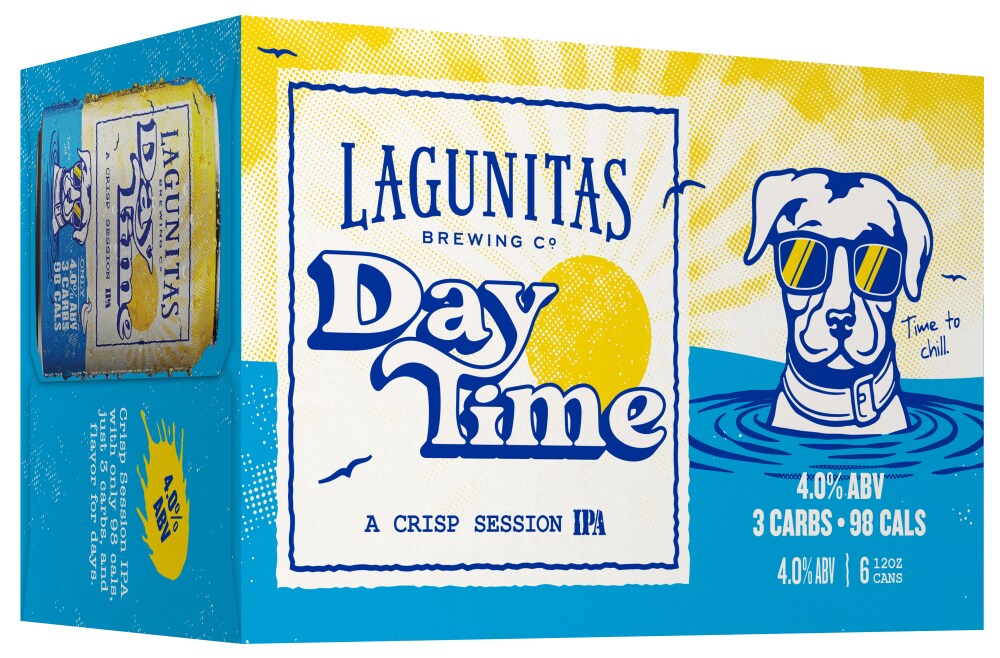 LAGUNITAS
BREWING Cº
Day
Time
A CRISP SESSION IPA
Time to
chill.
4.0% ABV
3 CARBS • 98 CALS
4.0% ABV | 6 12OZ CANS
LAGUNITAS
BREWING Cº
Day
Time
A CRISP SESSION IPA
ONLY
4.0% ABV
3 CARBS
98 CALS
4.0%
ABV
Crisp Session IPA
with only 98 cals,
just 3 carbs, and
flavor for days.